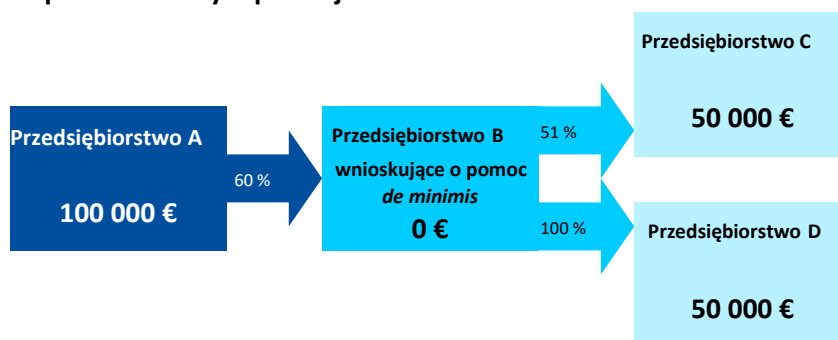 Przedsiębiorstwo A
100 000 €
60 %
Przedsiębiorstwo B
wnioskujące o pomoc
de minimis
0 €
51 %
100 %
Przedsiębiorstwo C
50 000 €
Przedsiębiorstwo D
50 000 €